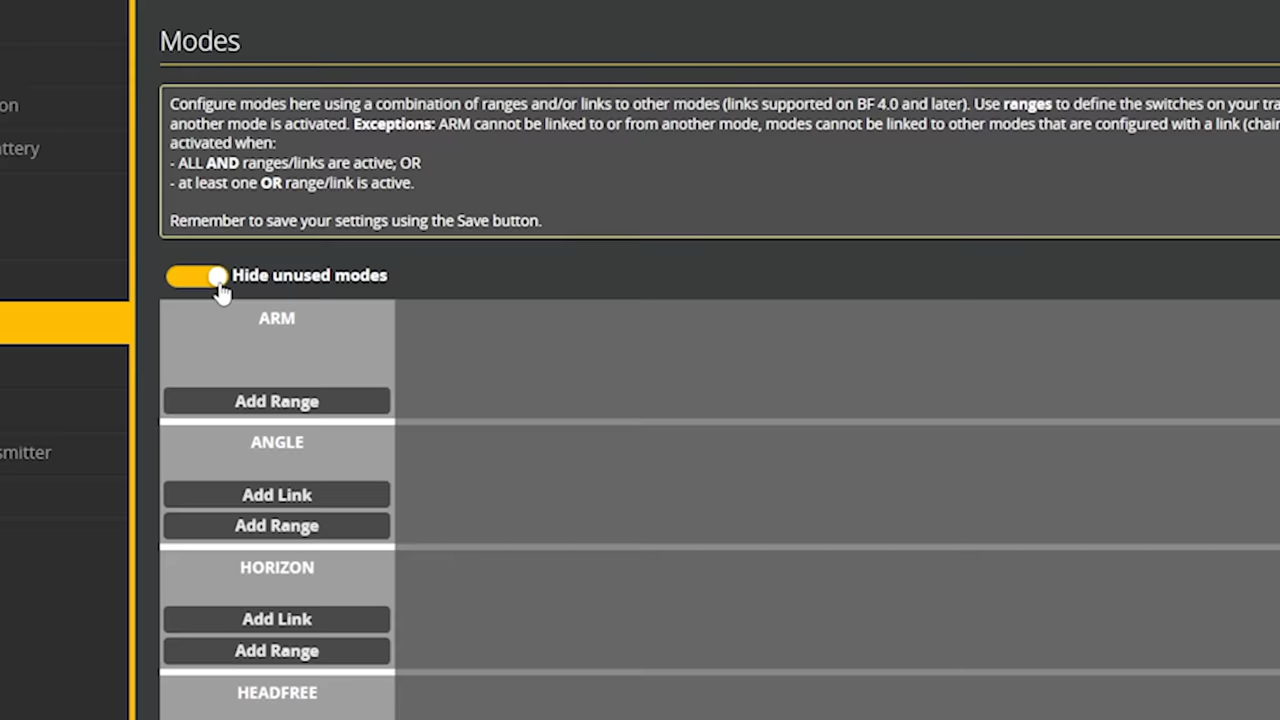 Modes
Configure modes here using a combination of ranges and/or links to other modes (links supported on BF 4.0 and later). Use ranges to define the switches on your
on
another mode is activated. Exceptions: ARM cannot be linked to or from another mode, modes cannot be linked to other modes that are configured with a link
ttery
activated when:
- ALL AND ranges/links are active; OR
- at least one OR range/link is active.
Remember to save your settings using the Save button.
Hide unused modes
ARM
Add Range
ANGLE
smitter
Add Link
Add Range
HORIZON
Add Link
Add Range
HEADFREE